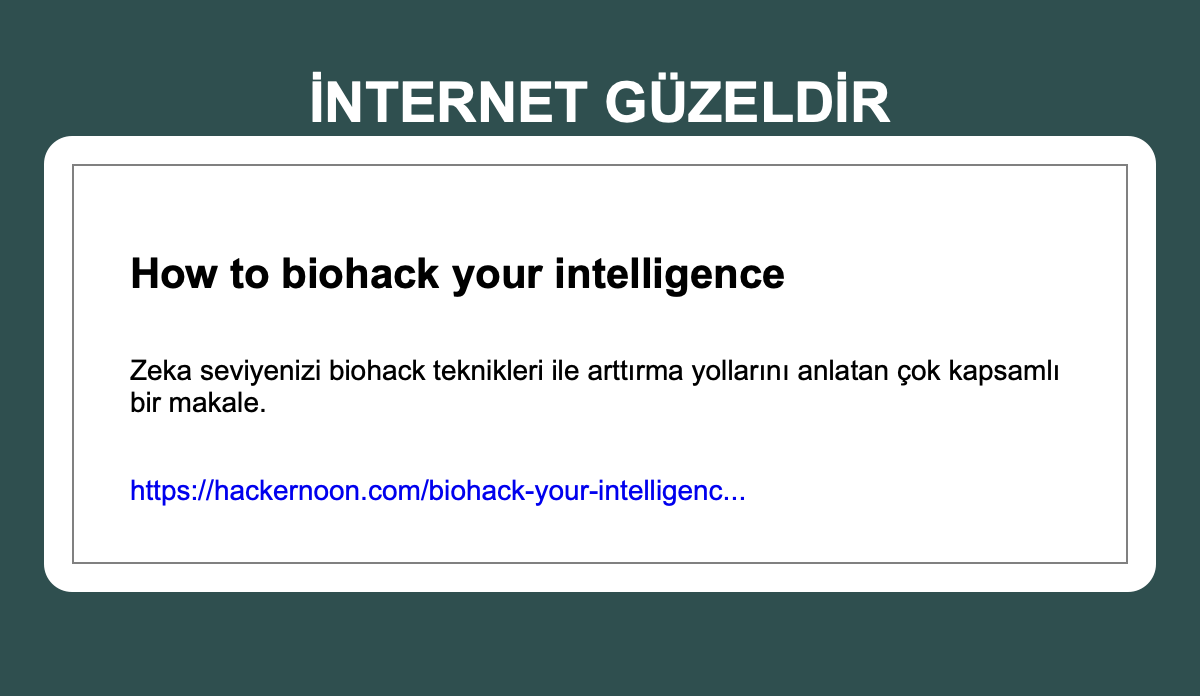 İNTERNET GÜZELDİR
How to biohack your intelligence
Zeka seviyenizi biohack teknikleri ile arttırma yollarını anlatan çok kapsamlı
bir makale.
https://hackernoon.com/biohack-your-intelligenc...